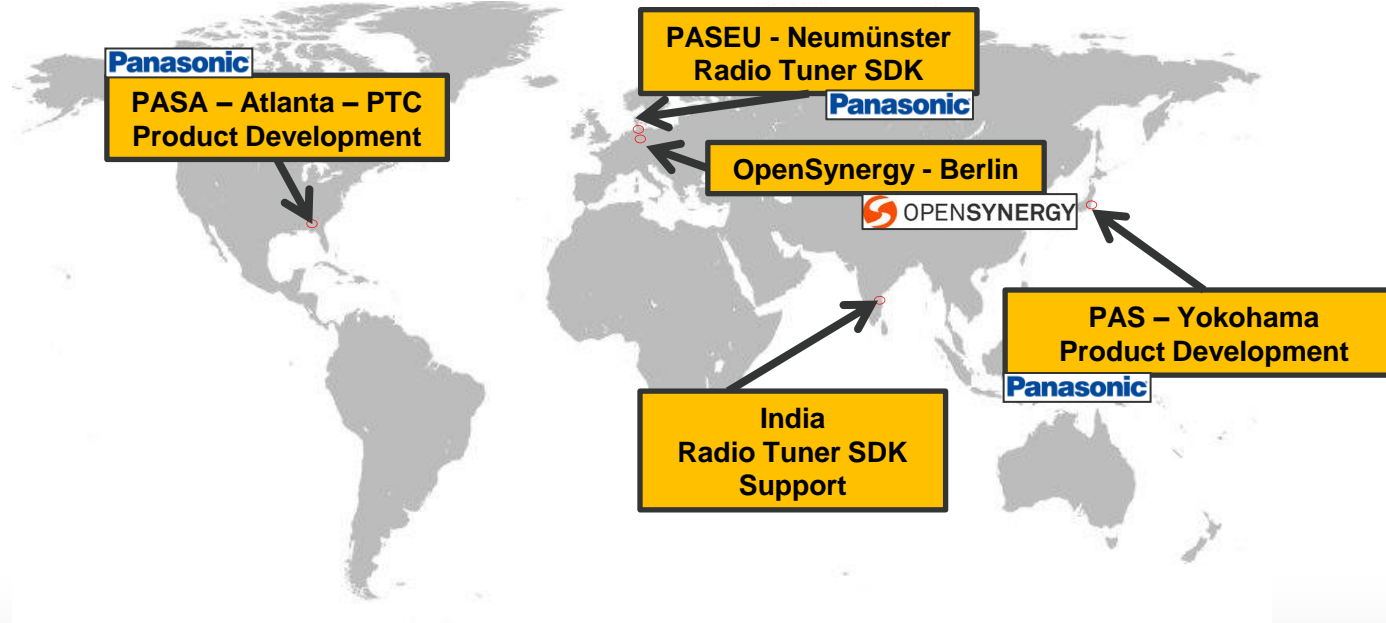 Panasonic
PASA – Atlanta – PTC
Product Development
PASEU - Neumünster
Radio Tuner SDK
Panasonic
OpenSynergy - Berlin
OPENSYNERGY
PAS – Yokohama
Product Development
Panasonic
India
Radio Tuner SDK
Support